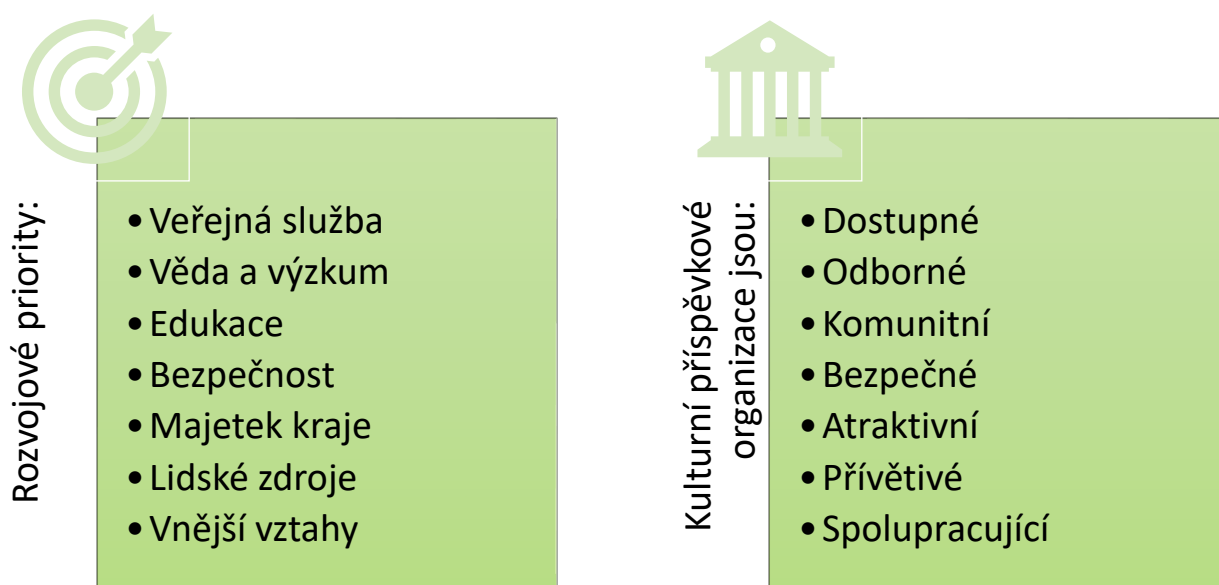 Rozvojové priority:
•Veřejná služba
•Věda a výzkum
•Edukace
•Bezpečnost
•Majetek kraje
•Lidské zdroje
•Vnější vztahy
Kulturní příspěvkové
organizace jsou:
•Dostupné
•Odborné
•Komunitní
•Bezpečné
•Atraktivní
•Přívětivé
•Spolupracující